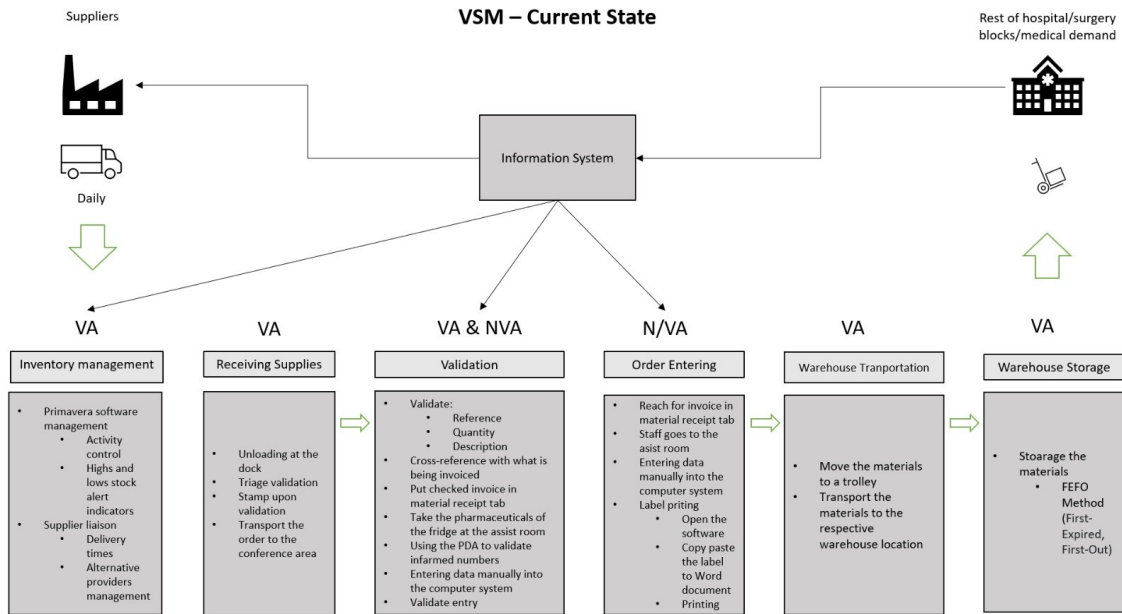 VSM – Current State
Suppliers
Rest of hospital/surgery
blocks/medical demand
Information System
Daily
VA
VA
VA & NVA
N/VA
VA
VA
Inventory management
Receiving Supplies
Validation
Order Entering
Warehouse Tranportation
Warehouse Storage
• Primavera software
management
• Activity
control
• Highs and
lows stock
alert
indicators
• Supplier liaison
• Delivery
times
• Alternative
providers
management
• Unloading at the
dock
• Triage validation
• Stamp upon
validation
• Transport the
order to the
conference area
• Validate:
• Reference
• Quantity
• Description
• Cross-reference with what is
being invoiced
• Put checked invoice in
material receipt tab
• Take the pharmaceuticals of
the fridge at the assist room
• Using the PDA to validate
infarmed numbers
• Entering data manually into
the computer system
• Validate entry
• Reach for invoice in
material receipt tab
• Staff goes to the
asist room
• Entering data
manually into the
computer system
• Label priting
• Open the
software
• Copy paste
the label
to Word
document
• Printing
• Move the materials
to a trolley
• Transport the
materials to the
respective
warehouse location
• Stoarage the
materials
• FEFO
Method
(First-
Expired,
First-Out)